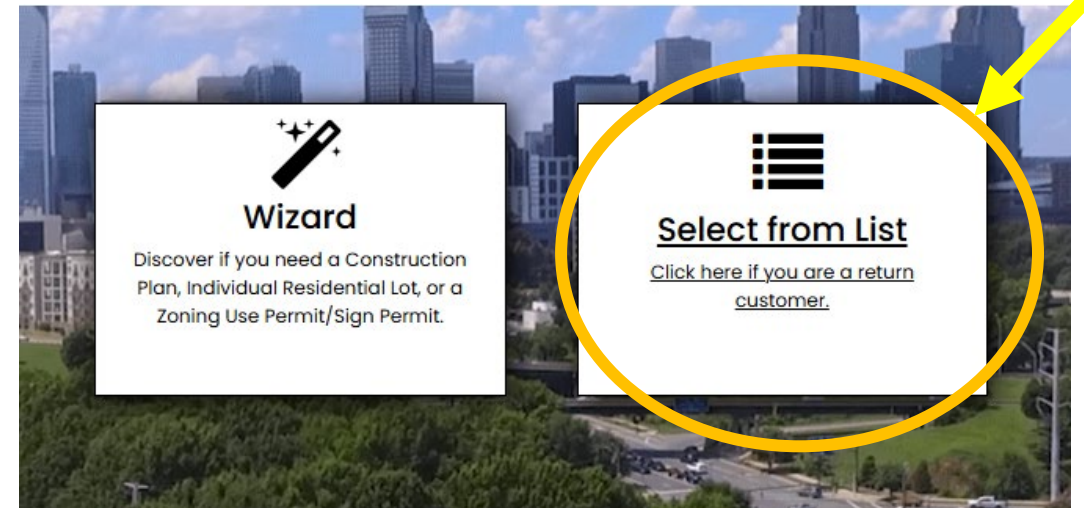 Wizard
Discover if you need a Construction
Plan, Individual Residential Lot, or a
Zoning Use Permit/Sign Permit.
Select from List
Click here if you are a return
customer.